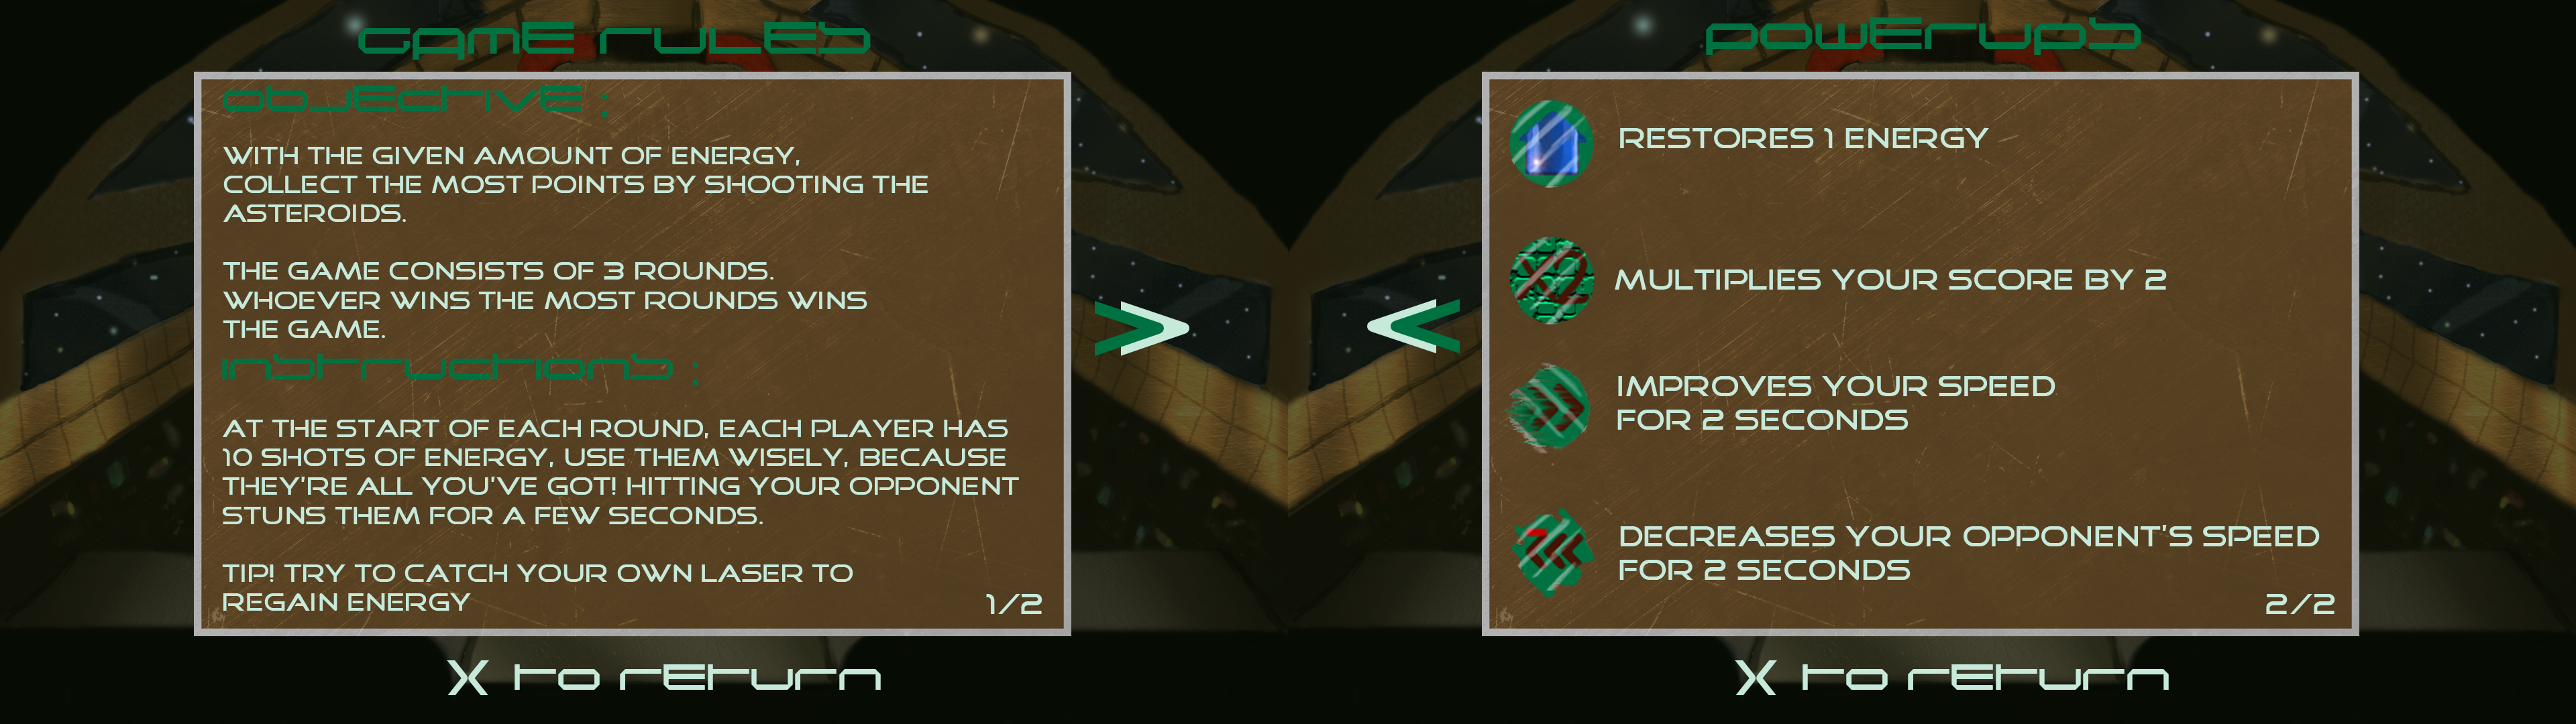 GAME RULES
OBJECTIVE :
WITH THE GIVEN AMOUNT OF ENERGY,
COLLECT THE MOST POINTS BY SHOOTING THE
ASTEROIDS.
THE GAME CONSISTS OF 3 ROUNDS.
WHOEVER WINS THE MOST ROUNDS WINS
THE GAME.
INSTRUCTIONS :
AT THE START OF EACH ROUND, EACH PLAYER HAS
10 SHOTS OF ENERGY, USE THEM WISELY, BECAUSE
THEY'RE ALL YOU'VE GOT! HITTING YOUR OPPONENT
STUNS THEM FOR A FEW SECONDS.
TIP! TRY TO CATCH YOUR OWN LASER TO
REGAIN ENERGY
1/2
X to return
>
<
POWERUPS
RESTORES 1 ENERGY
X2
MULTIPLIES YOUR SCORE BY 2
IMPROVES YOUR SPEED
FOR 2 SECONDS
DECREASES YOUR OPPONENT'S SPEED
FOR 2 SECONDS
2/2
X to return